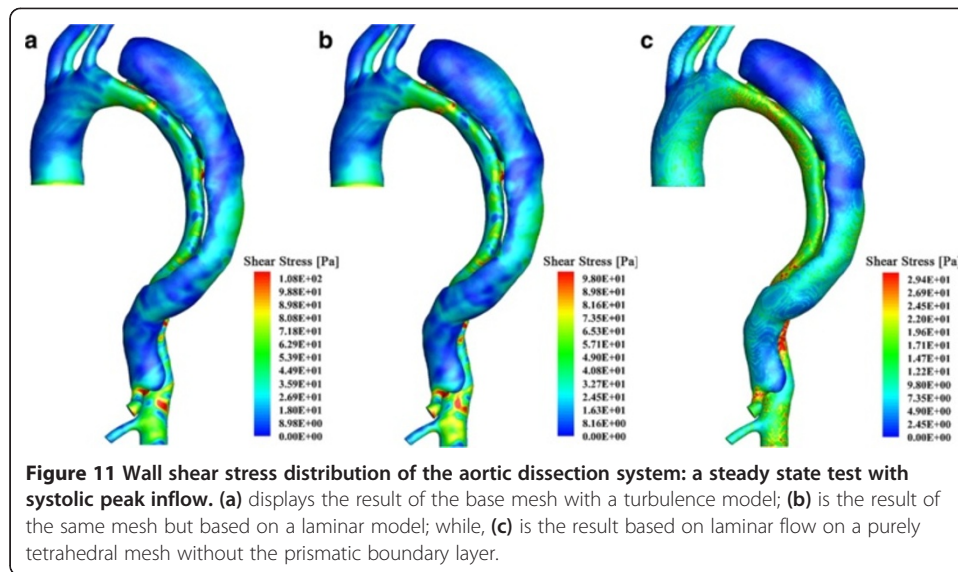 a
b
c
Shear Stress [Pa]
1.08E+02
9.88E+01
8.98E+01
8.08E+01
7.18E+01
6.29E+01
5.39E+01
4.49E+01
3.59E+01
2.69E+01
1.80E+01
8.98E+00
0.00E+00
Shear Stress [Pa]
9.80E+01
8.98E+01
8.16E+01
7.35E+01
6.53E+01
5.71E+01
4.90E+01
4.08E+01
3.27E+01
2.45E+01
1.63E+01
8.16E+00
0.00E+00
Shear Stress [Pa]
2.94E+01
2.69E+01
2.45E+01
2.20E+01
1.96E+01
1.71E+01
1.47E+01
1.22E+01
9.80E+00
7.35E+00
4.90E+00
2.45E+00
0.00E+00
Figure 11 Wall shear stress distribution of the aortic dissection system: a steady state test with
systolic peak inflow. (a) displays the result of the base mesh with a turbulence model; (b) is the result of
the same mesh but based on a laminar model; while, (c) is the result based on laminar flow on a purely
tetrahedral mesh without the prismatic boundary layer.